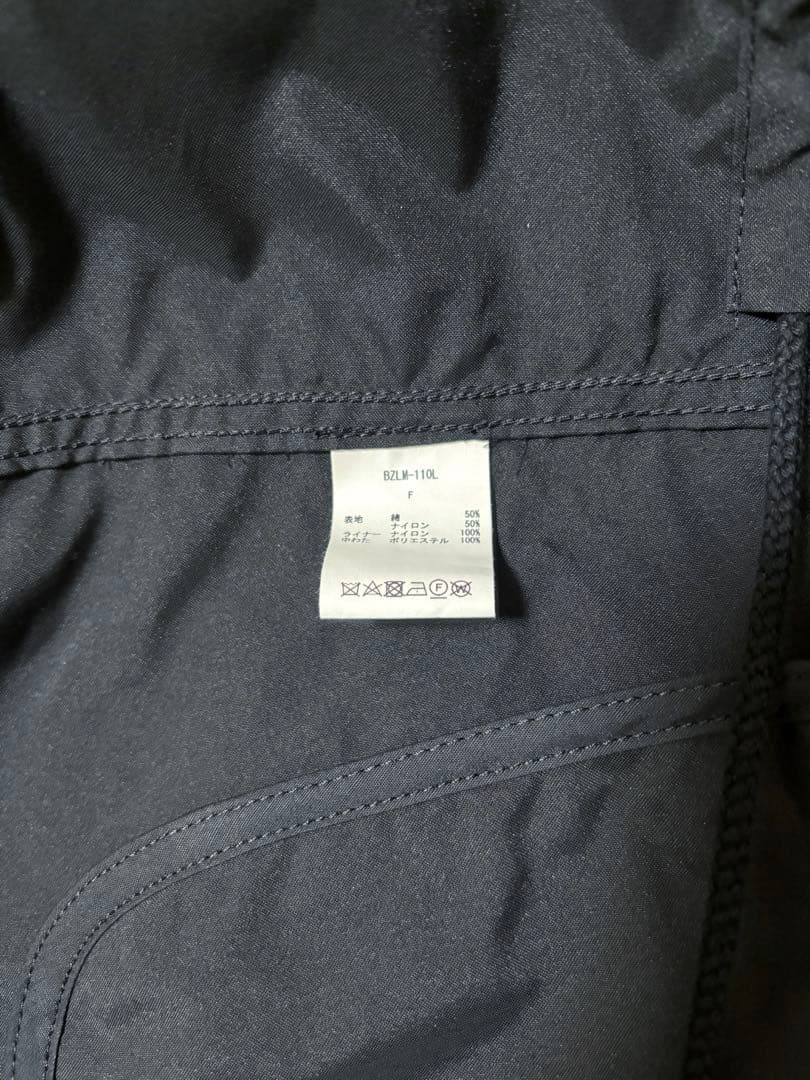 BZLM-110L
F
表地 綿 50%
ナイロン 50%
ライナー ナイロン 100%
中わた ポリエステル 100%
F W